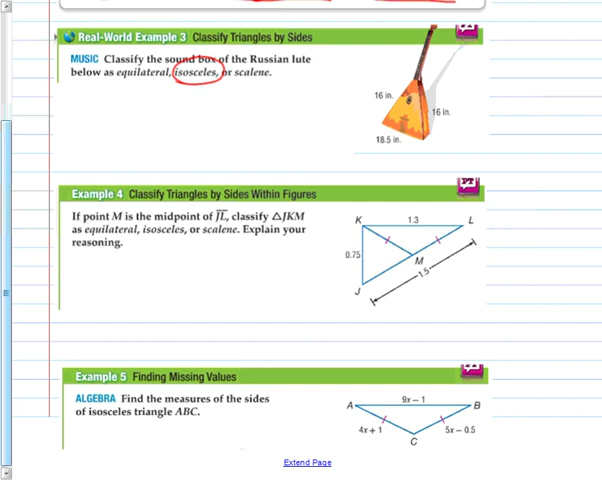 Real-World Example 3 Classify Triangles by Sides
MUSIC Classify the sound box of the Russian lute
below as equilateral, isosceles, or scalene.
16 in.
16 in.
18.5 in.
Example 4 Classify Triangles by Sides Within Figures
If point M is the midpoint of JL, classify △JKM
as equilateral, isosceles, or scalene. Explain your
reasoning.
K
1.3
L
0.75
M
J
1.5
Example 5 Finding Missing Values
ALGEBRA Find the measures of the sides
of isosceles triangle ABC.
A
9x – 1
B
4x + 1
5x – 0.5
C
Extend Page